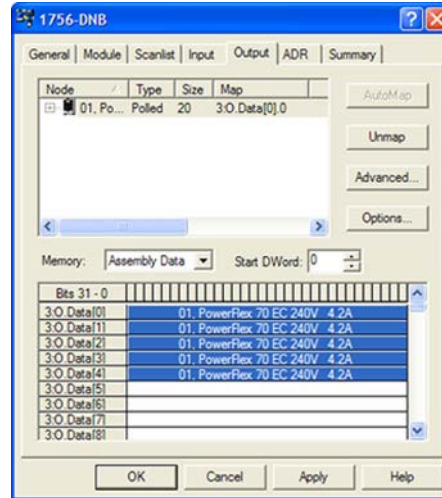 1756-DNB
General Module Scanlist Input Output ADR Summary
Node / Type Size Map
01, Po... Polled 20 3:O.Data[0].0
AutoMap
Unmap
Advanced...
Options...
Memory: Assembly Data Start DWord: 0
Bits 31 - 0
3:O.Data[0] 01, PowerFlex 70 EC 240V 4.2A
3:O.Data[1] 01, PowerFlex 70 EC 240V 4.2A
3:O.Data[2] 01, PowerFlex 70 EC 240V 4.2A
3:O.Data[3] 01, PowerFlex 70 EC 240V 4.2A
3:O.Data[4] 01, PowerFlex 70 EC 240V 4.2A
3:O.Data[5]
3:O.Data[6]
3:O.Data[7]
3:O.Data[8]
OK Cancel Apply Help